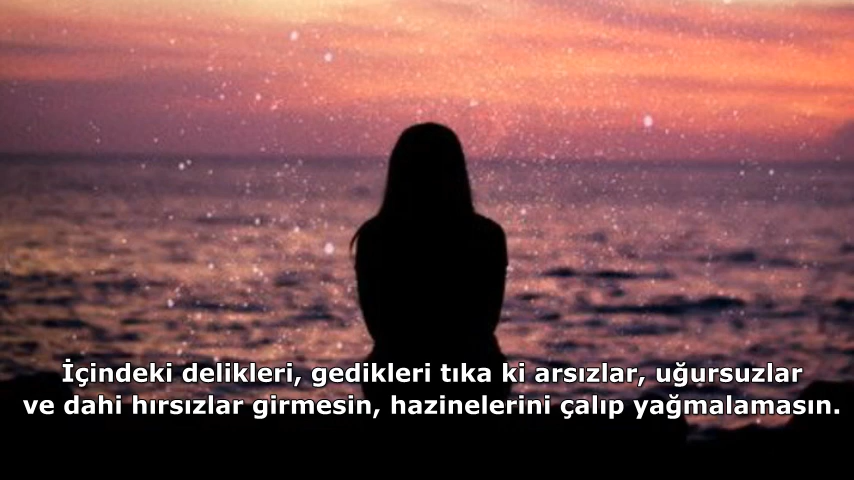 İçindeki delikleri, gedikleri tıka ki arsızlar, uğursuzlar
ve dahi hırsızlar girmesin, hazinelerini çalıp yağmalamasın.